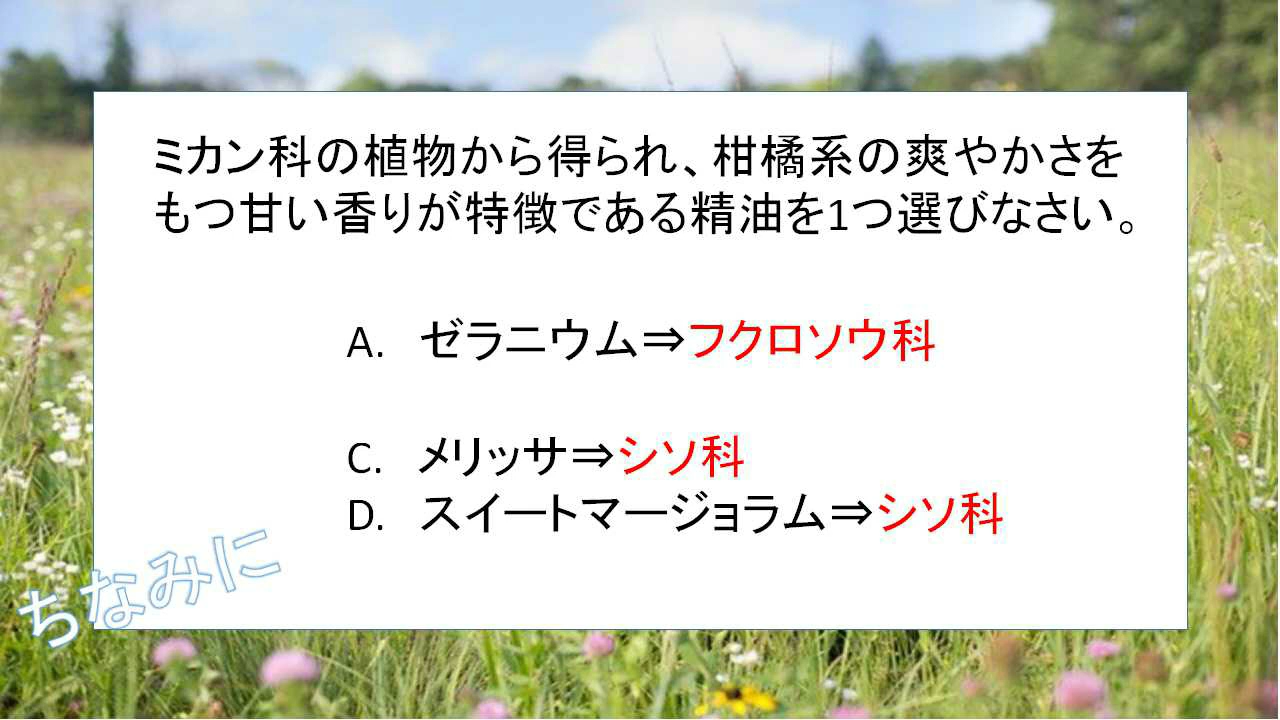 ミカン科の植物から得られ、柑橘系の爽やかさを
もつ甘い香りが特徴である精油を1つ選びなさい。
A. ゼラニウム⇒フクロソウ科
C. メリッサ⇒シソ科
D. スイートマージョラム⇒シソ科
ちなみに